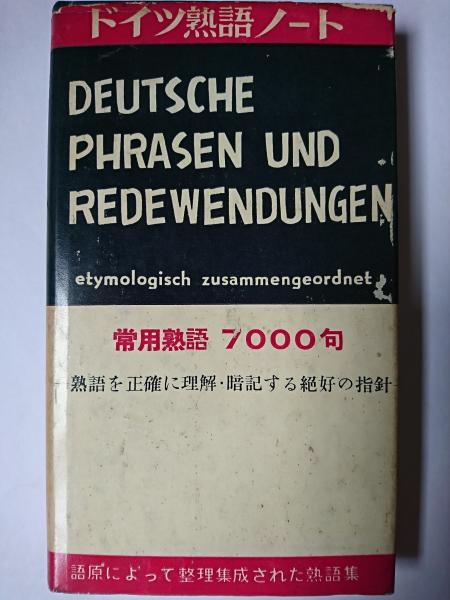 ドイツ熟語ノート
DEUTSCHE
PHRASEN UND
REDEWENDUNGEN
etymologisch zusammengeordnet
常用熟語 7000句
熟語を正確に理解・暗記する絶好の指針
語原によって整理集成された熟語集